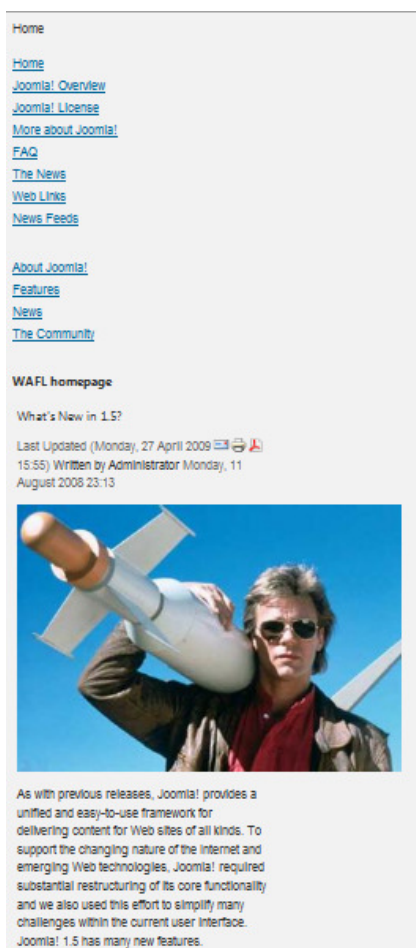 Home
Home
Joomla! Overview
Joomla! License
More about Joomla!
FAQ
The News
Web Links
News Feeds
About Joomla!
Features
News
The Community
WAFL homepage
What's New in 1.5?
Last Updated (Monday, 27 April 2009
15:55) Written by Administrator Monday, 11
August 2008 23:13
As with previous releases, Joomla! provides a
unified and easy-to-use framework for
delivering content for Web sites of all kinds. To
support the changing nature of the Internet and
emerging Web technologies, Joomla! required
substantial restructuring of its core functionality
and we also used this effort to simplify many
challenges within the current user interface.
Joomla! 1.5 has many new features.